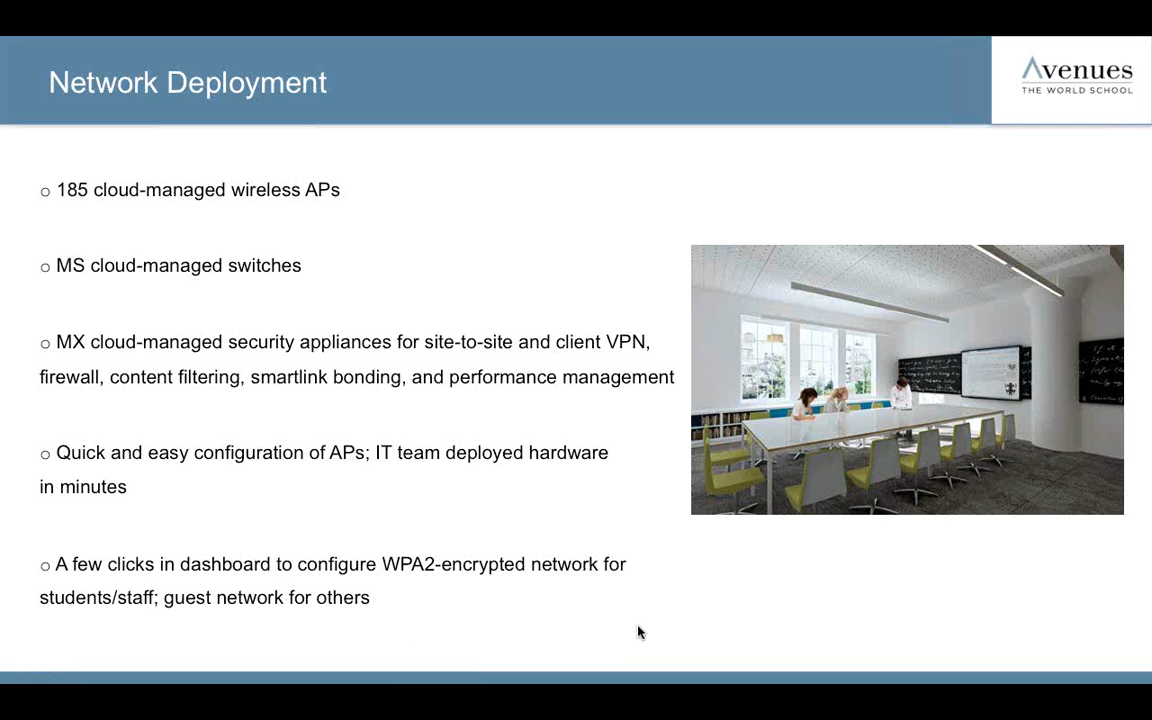 Network Deployment
Avenues
THE WORLD SCHOOL
o 185 cloud-managed wireless APs
o MS cloud-managed switches
o MX cloud-managed security appliances for site-to-site and client VPN,
firewall, content filtering, smartlink bonding, and performance management
o Quick and easy configuration of APs; IT team deployed hardware
in minutes
o A few clicks in dashboard to configure WPA2-encrypted network for
students/staff; guest network for others